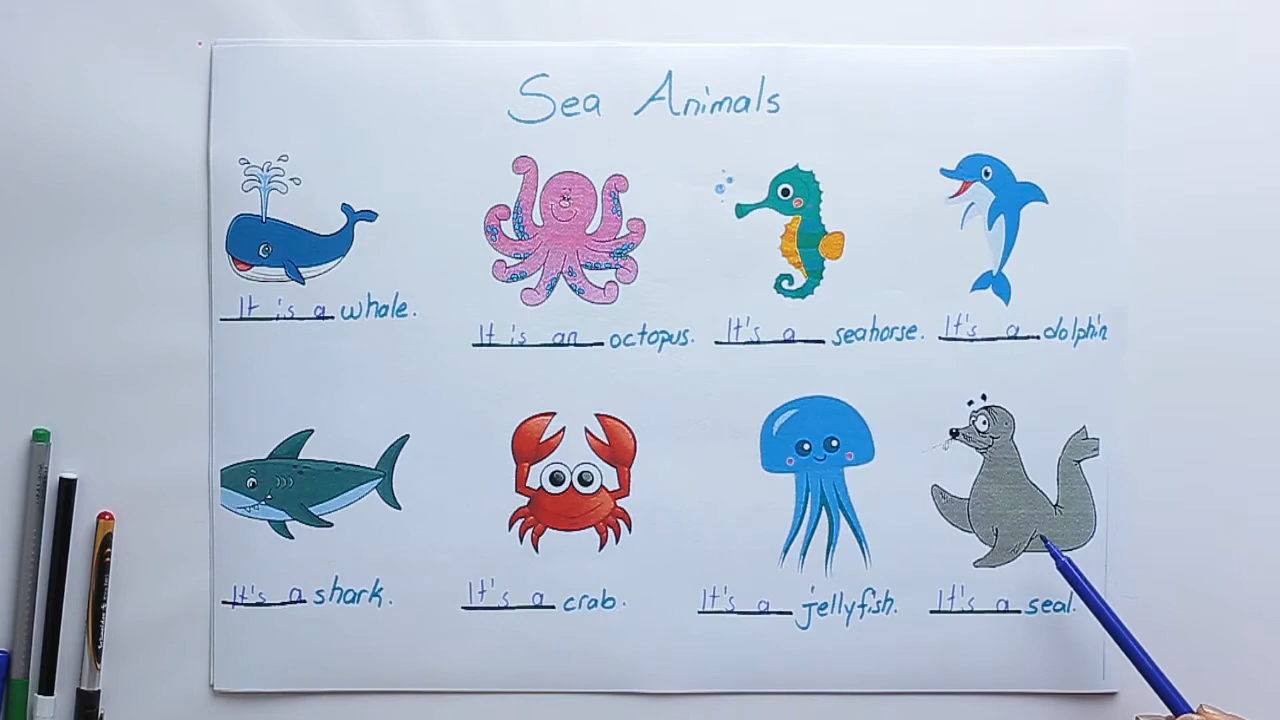 Sea Animals
It is a whale.
It is an octopus.
It's a seahorse.
It's a dolphin
It's a shark.
It's a crab.
It's a jellyfish.
It's a seal.